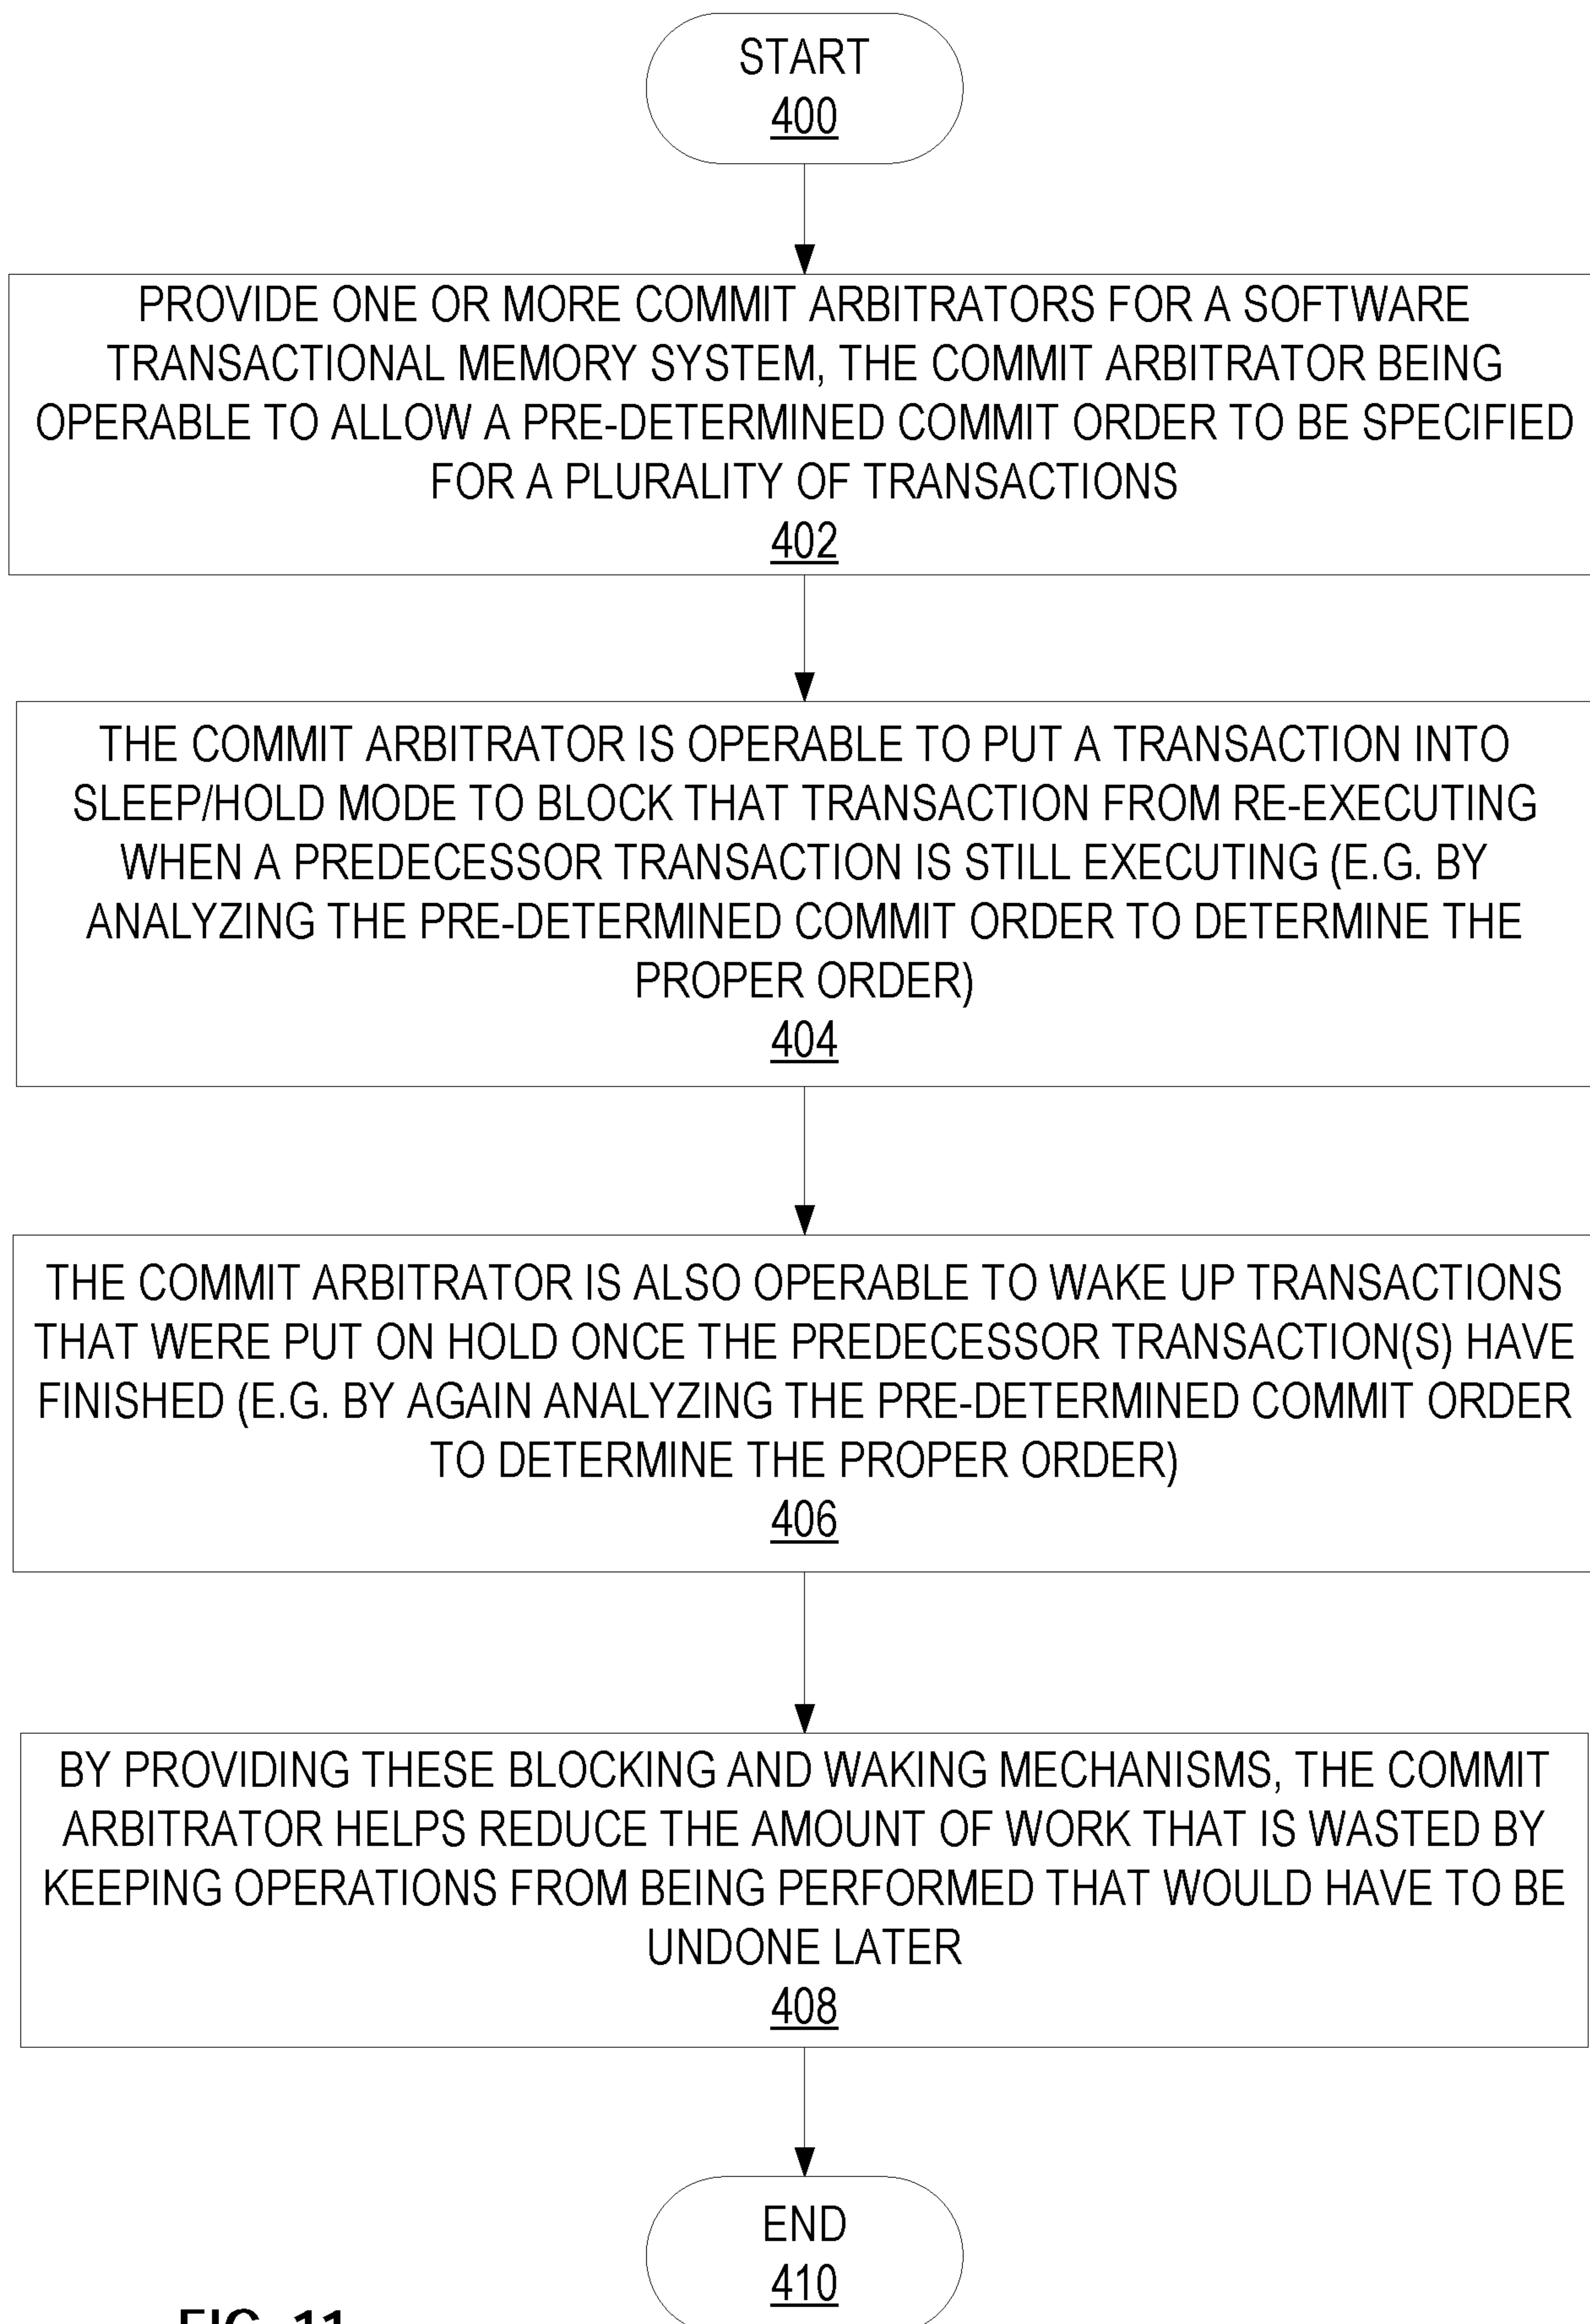 START
400
PROVIDE ONE OR MORE COMMIT ARBITRATORS FOR A SOFTWARE
TRANSACTIONAL MEMORY SYSTEM, THE COMMIT ARBITRATOR BEING
OPERABLE TO ALLOW A PRE-DETERMINED COMMIT ORDER TO BE SPECIFIED
FOR A PLURALITY OF TRANSACTIONS
402
THE COMMIT ARBITRATOR IS OPERABLE TO PUT A TRANSACTION INTO
SLEEP/HOLD MODE TO BLOCK THAT TRANSACTION FROM RE-EXECUTING
WHEN A PREDECESSOR TRANSACTION IS STILL EXECUTING (E.G. BY
ANALYZING THE PRE-DETERMINED COMMIT ORDER TO DETERMINE THE
PROPER ORDER)
404
THE COMMIT ARBITRATOR IS ALSO OPERABLE TO WAKE UP TRANSACTIONS
THAT WERE PUT ON HOLD ONCE THE PREDECESSOR TRANSACTION(S) HAVE
FINISHED (E.G. BY AGAIN ANALYZING THE PRE-DETERMINED COMMIT ORDER
TO DETERMINE THE PROPER ORDER)
406
BY PROVIDING THESE BLOCKING AND WAKING MECHANISMS, THE COMMIT
ARBITRATOR HELPS REDUCE THE AMOUNT OF WORK THAT IS WASTED BY
KEEPING OPERATIONS FROM BEING PERFORMED THAT WOULD HAVE TO BE
UNDONE LATER
408
END
410
FIG. 11